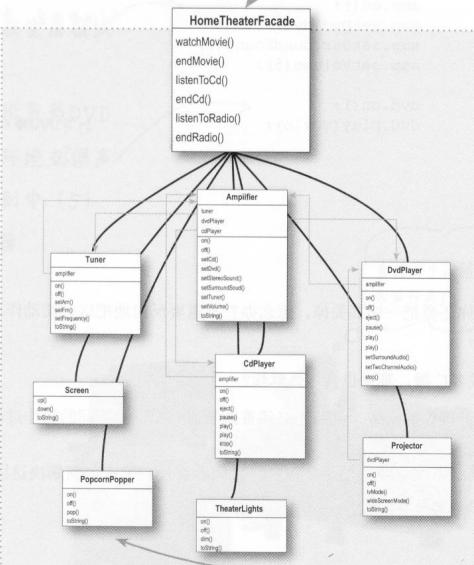 HomeTheaterFacade
watchMovie()
endMovie()
listenToCd()
endCd()
listenToRadio()
endRadio()
Ampiifier
tuner
dvdPlayer
cdPlayer
on()
off()
setCd()
setDvd()
setStereoSound()
setSurroundSoud()
setTuner()
setVolume()
toString()
Tuner
amplifier
on()
off()
setAm()
setFm()
setFrequency()
toString()
DvdPlayer
amplifier
on()
off()
eject()
pause()
play()
play()
setSurroundAudio()
setTwoChannelAudio()
stop()
CdPlayer
amplifier
on()
off()
eject()
pause()
play()
play()
stop()
toString()
Screen
up()
down()
toString()
Projector
dvdPlayer
on()
off()
tvMode()
wideScreenMode()
toString()
PopcornPopper
on()
off()
pop()
toString()
TheaterLights
on()
off()
dim()
toString()